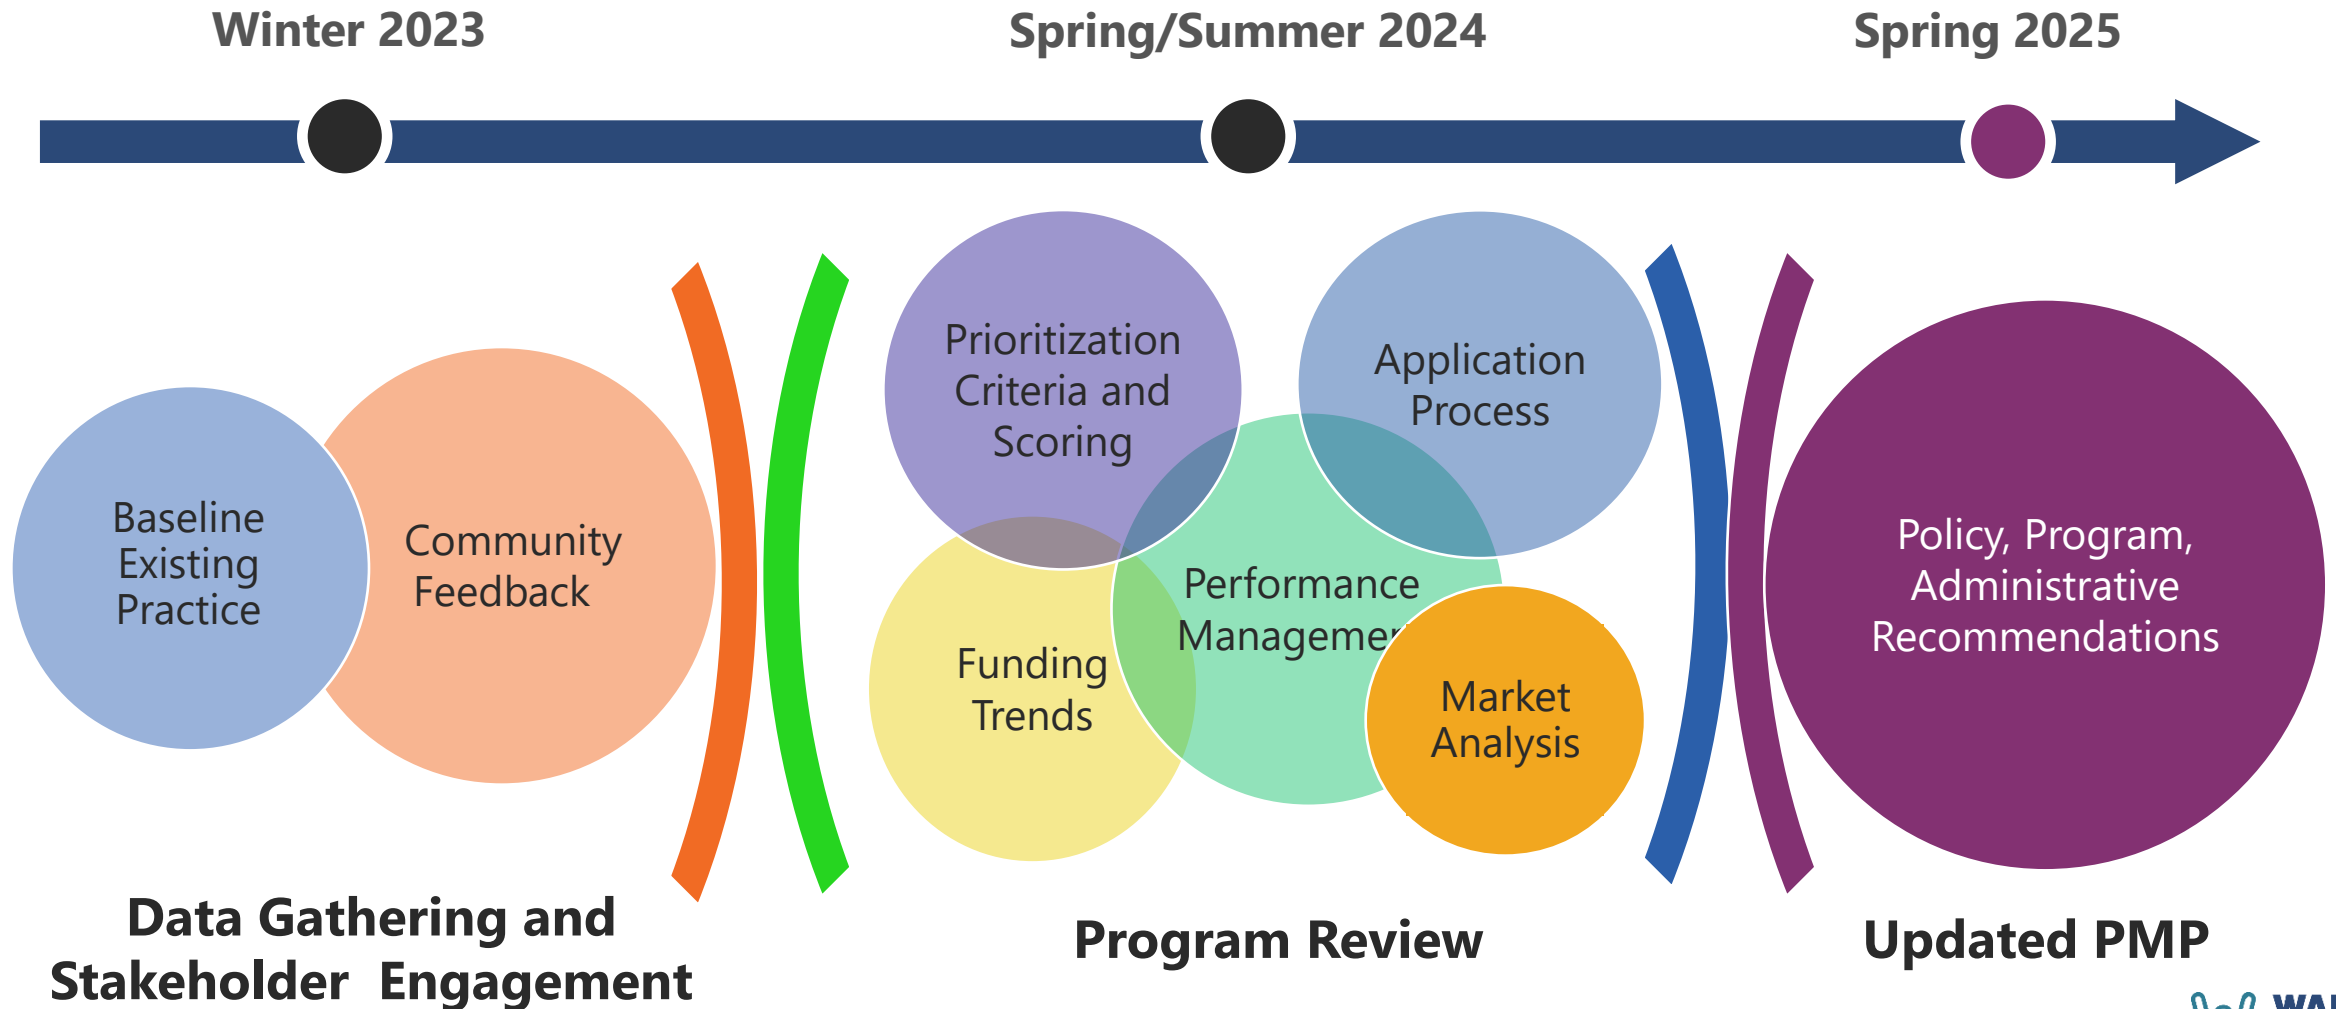 Winter 2023
Spring/Summer 2024
Spring 2025
Baseline
Existing
Practice
Community
Feedback
Prioritization
Criteria and
Scoring
Application
Process
Funding
Trends
Performance
Market
Analysis
Policy, Program,
Administrative
Recommendations
Data Gathering and
Stakeholder  Engagement
Program Review
Updated PMP